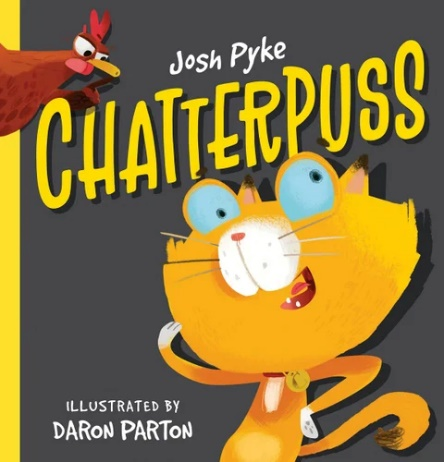 Josh Pyke
CHATTERPUSS
ILLUSTRATED BY
DARON PARTON